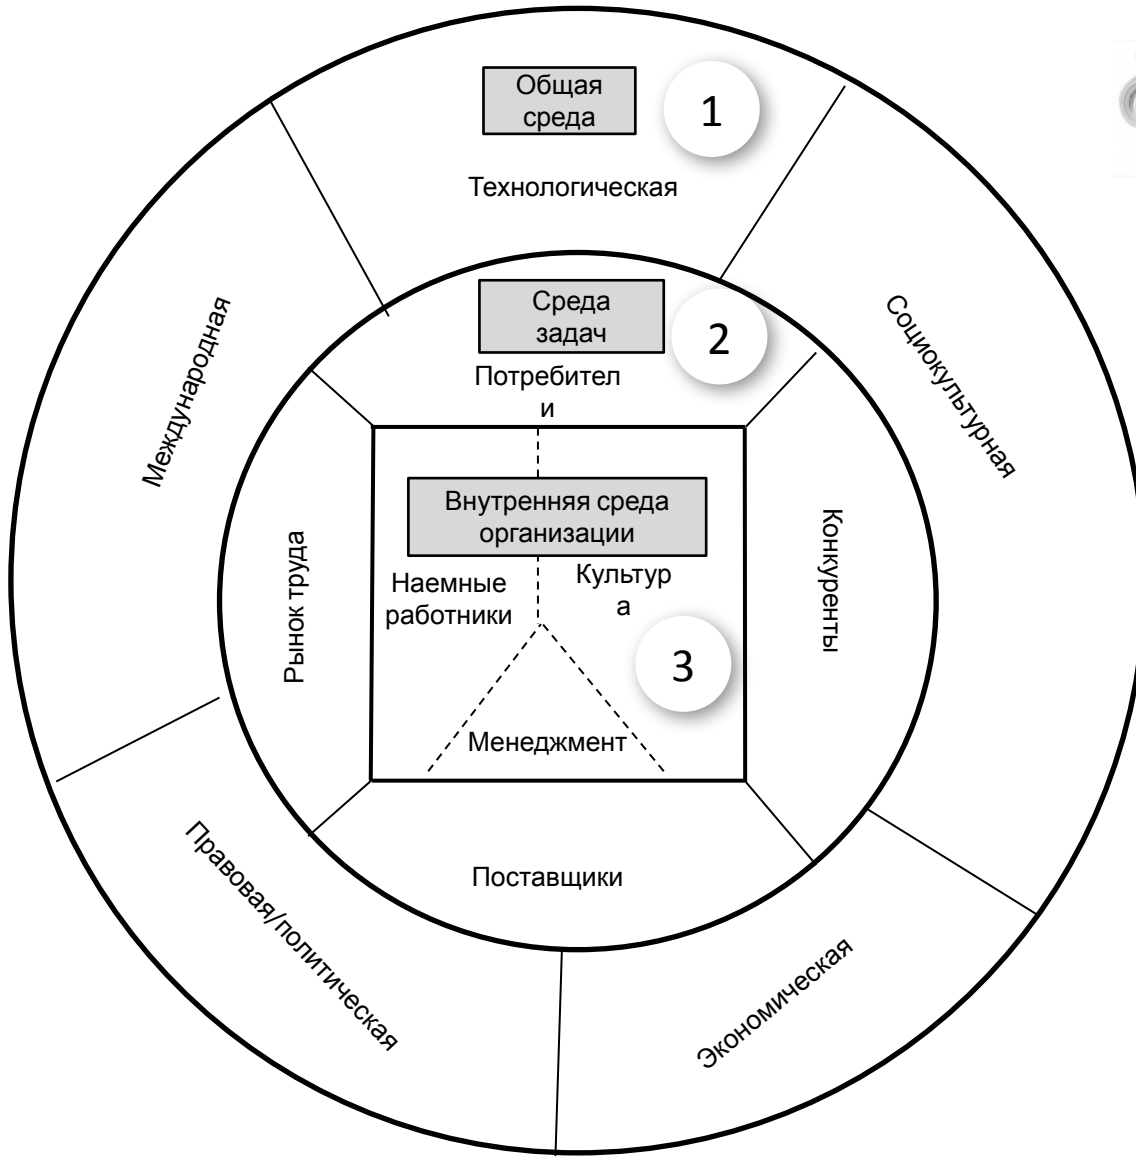 Общая
среда
1
Технологическая
Международная
Социокультурная
Среда
задач
2
Потребител
и
Рынок труда
Конкуренты
Внутренняя среда
организации
Наемные
работники
Культур
а
3
Менеджмент
Поставщики
Правовая/политическая
Экономическая